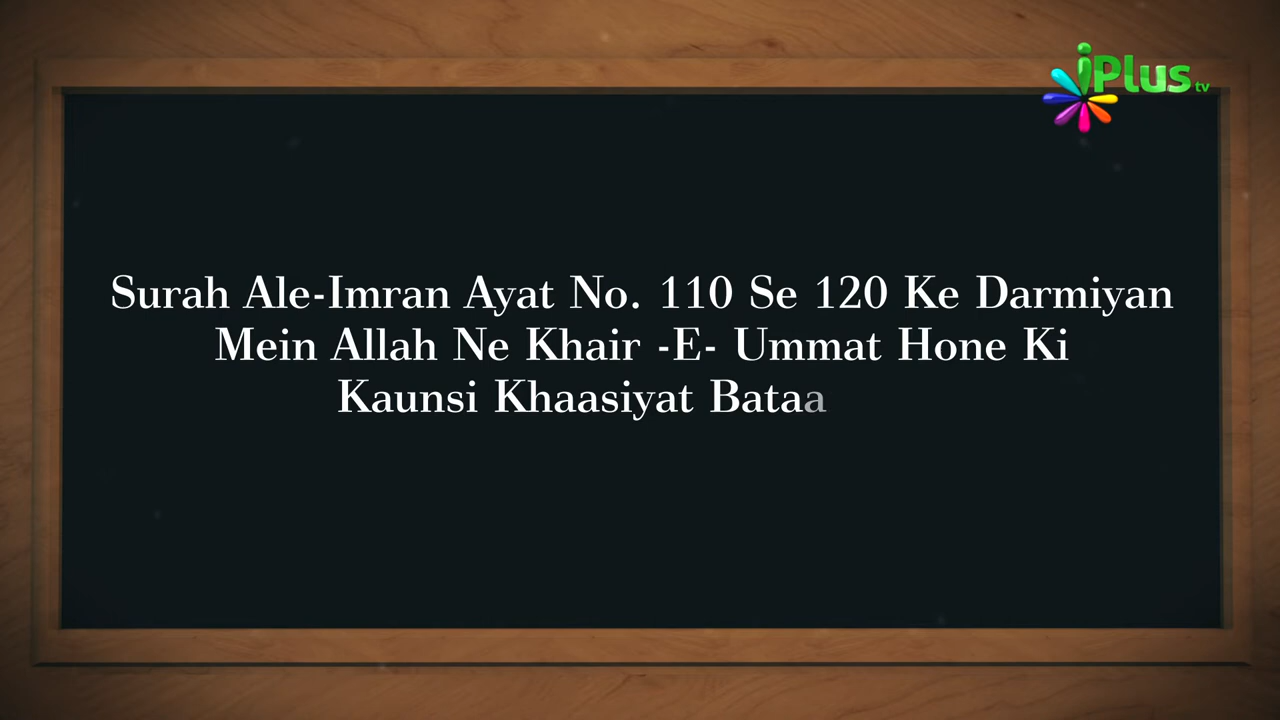 iPlus tv
Surah Ale-Imran Ayat No. 110 Se 120 Ke Darmiyan
Mein Allah Ne Khair -E- Ummat Hone Ki
Kaunsi Khaasiyat Bataa